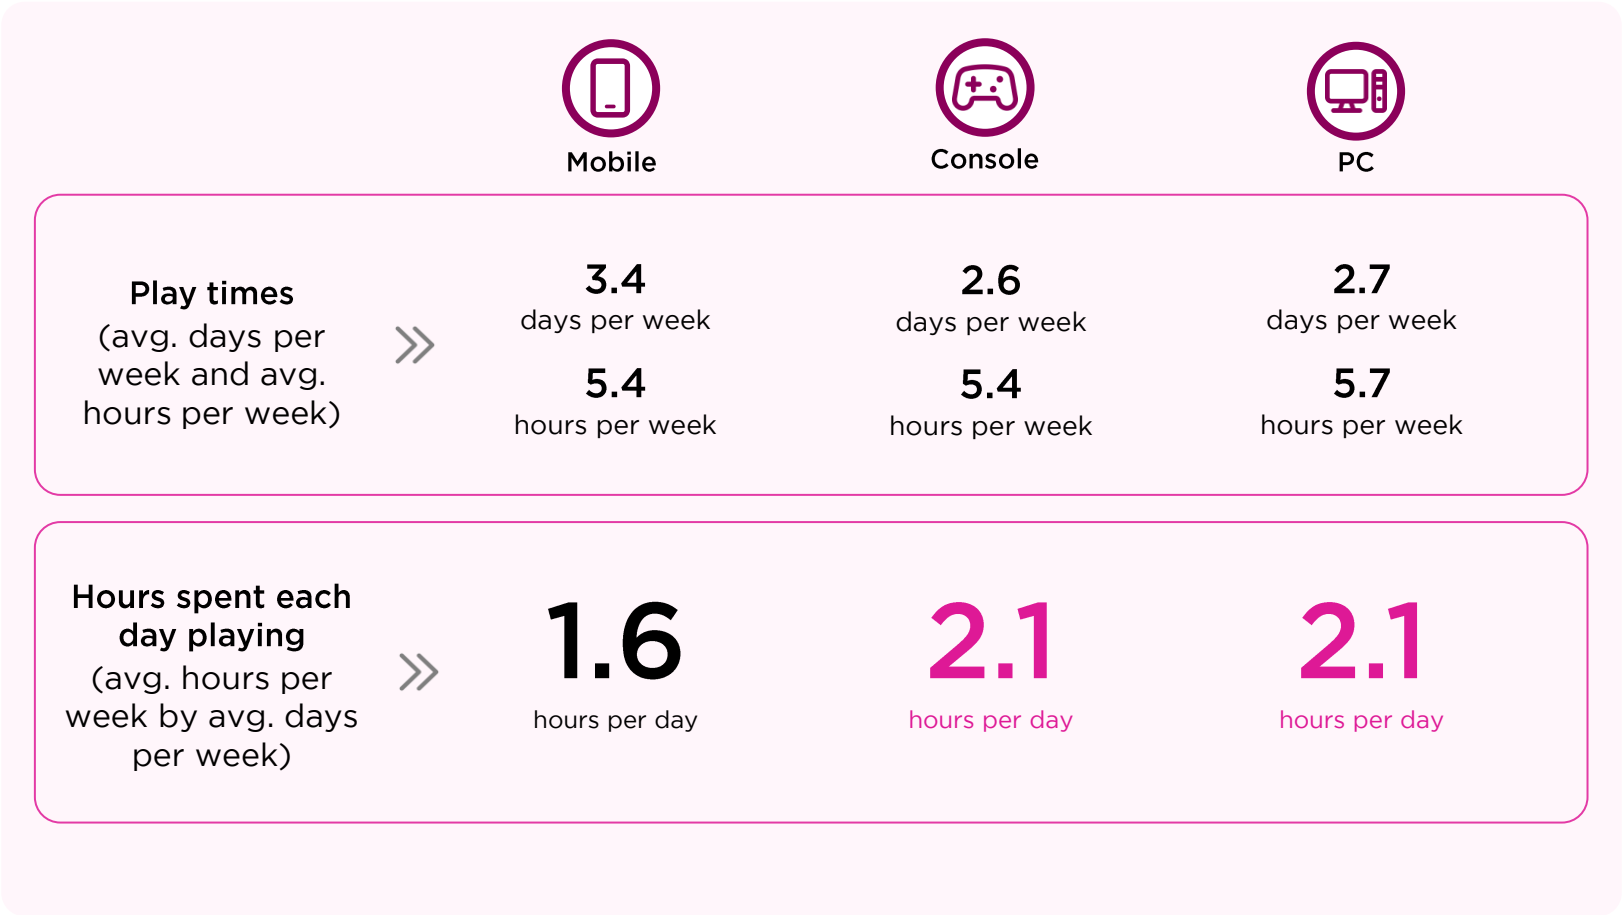 Mobile
Console
PC
Play times
(avg. days per
week and avg.
hours per week)
3.4
days per week
5.4
hours per week
2.6
days per week
5.4
hours per week
2.7
days per week
5.7
hours per week
Hours spent each
day playing
(avg. hours per
week by avg. days
per week)
1.6
hours per day
2.1
hours per day
2.1
hours per day